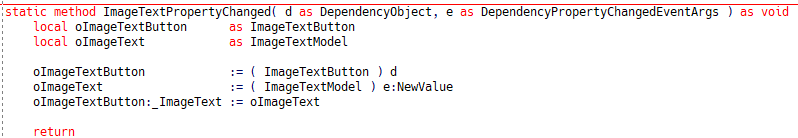 static method ImageTextPropertyChanged( d as DependencyObject, e as DependencyPropertyChangedEventArgs ) as void
local oImageTextButton as ImageTextButton
local oImageText as ImageTextModel
oImageTextButton := ( ImageTextButton ) d
oImageText := ( ImageTextModel ) e:NewValue
oImageTextButton:_ImageText := oImageText
return